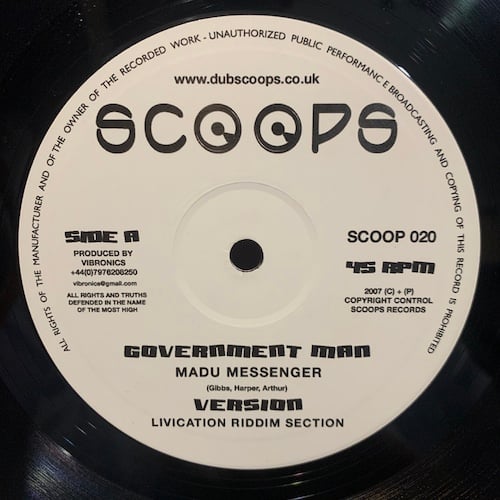 ALL RIGHTS OF THE MANUFACTURER AND OF THE OWNER OF THE RECORDED WORK - UNAUTHORIZED PUBLIC PERFORMANCE BROADCASTING AND COPYING OF THIS RECORD IS PROHIBITED
www.dubscoops.co.uk
SCOOPS
SIDE A
PRODUCED BY
VIBRONICS
+44(0)7976208250
vibronics@gmail.com
ALL RIGHTS AND TRUTHS
DEFENDED IN THE NAME
OF THE MOST HIGH
SCOOP 020
45 RPM
2007 (C) + (P)
COPYRIGHT CONTROL
SCOOPS RECORDS
GOVERNMENT MAN
MADU MESSENGER
(Gibbs, Harper, Arthur)
VERSION
LIVICATION RIDDIM SECTION